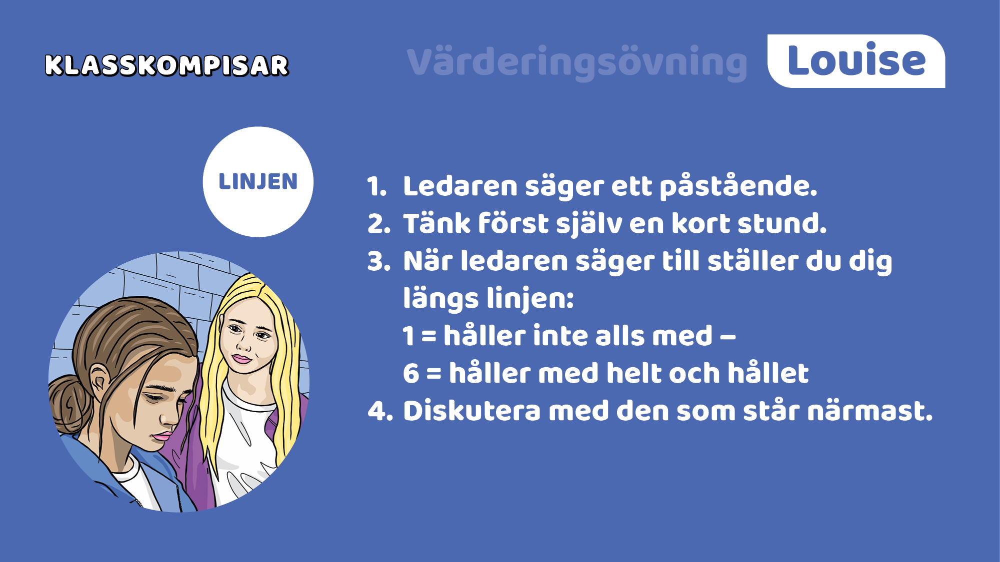 KLASSKOMPISAR
Värderingsövning Louise
LINJEN
1. Ledaren säger ett påstående.
2. Tänk först själv en kort stund.
3. När ledaren säger till ställer du dig
längs linjen:
1 = håller inte alls med –
6 = håller med helt och hållet
4. Diskutera med den som står närmast.